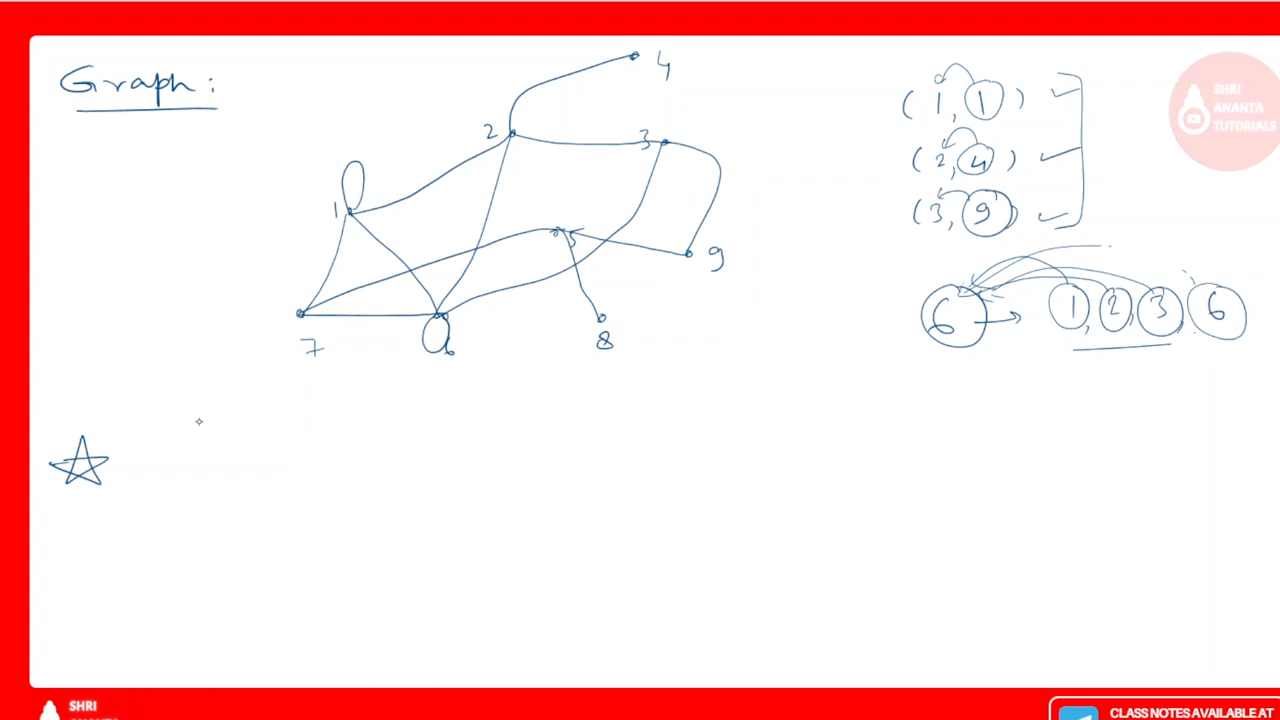 Graph:
4
2
3
1
5
9
7
6
8
(1, 1)
(2, 4)
(3, 9)
6 → 1, 2, 3, 6
SHRI
ANANTA
TUTORIALS
SHRI
CLASS NOTES AVAILABLE AT